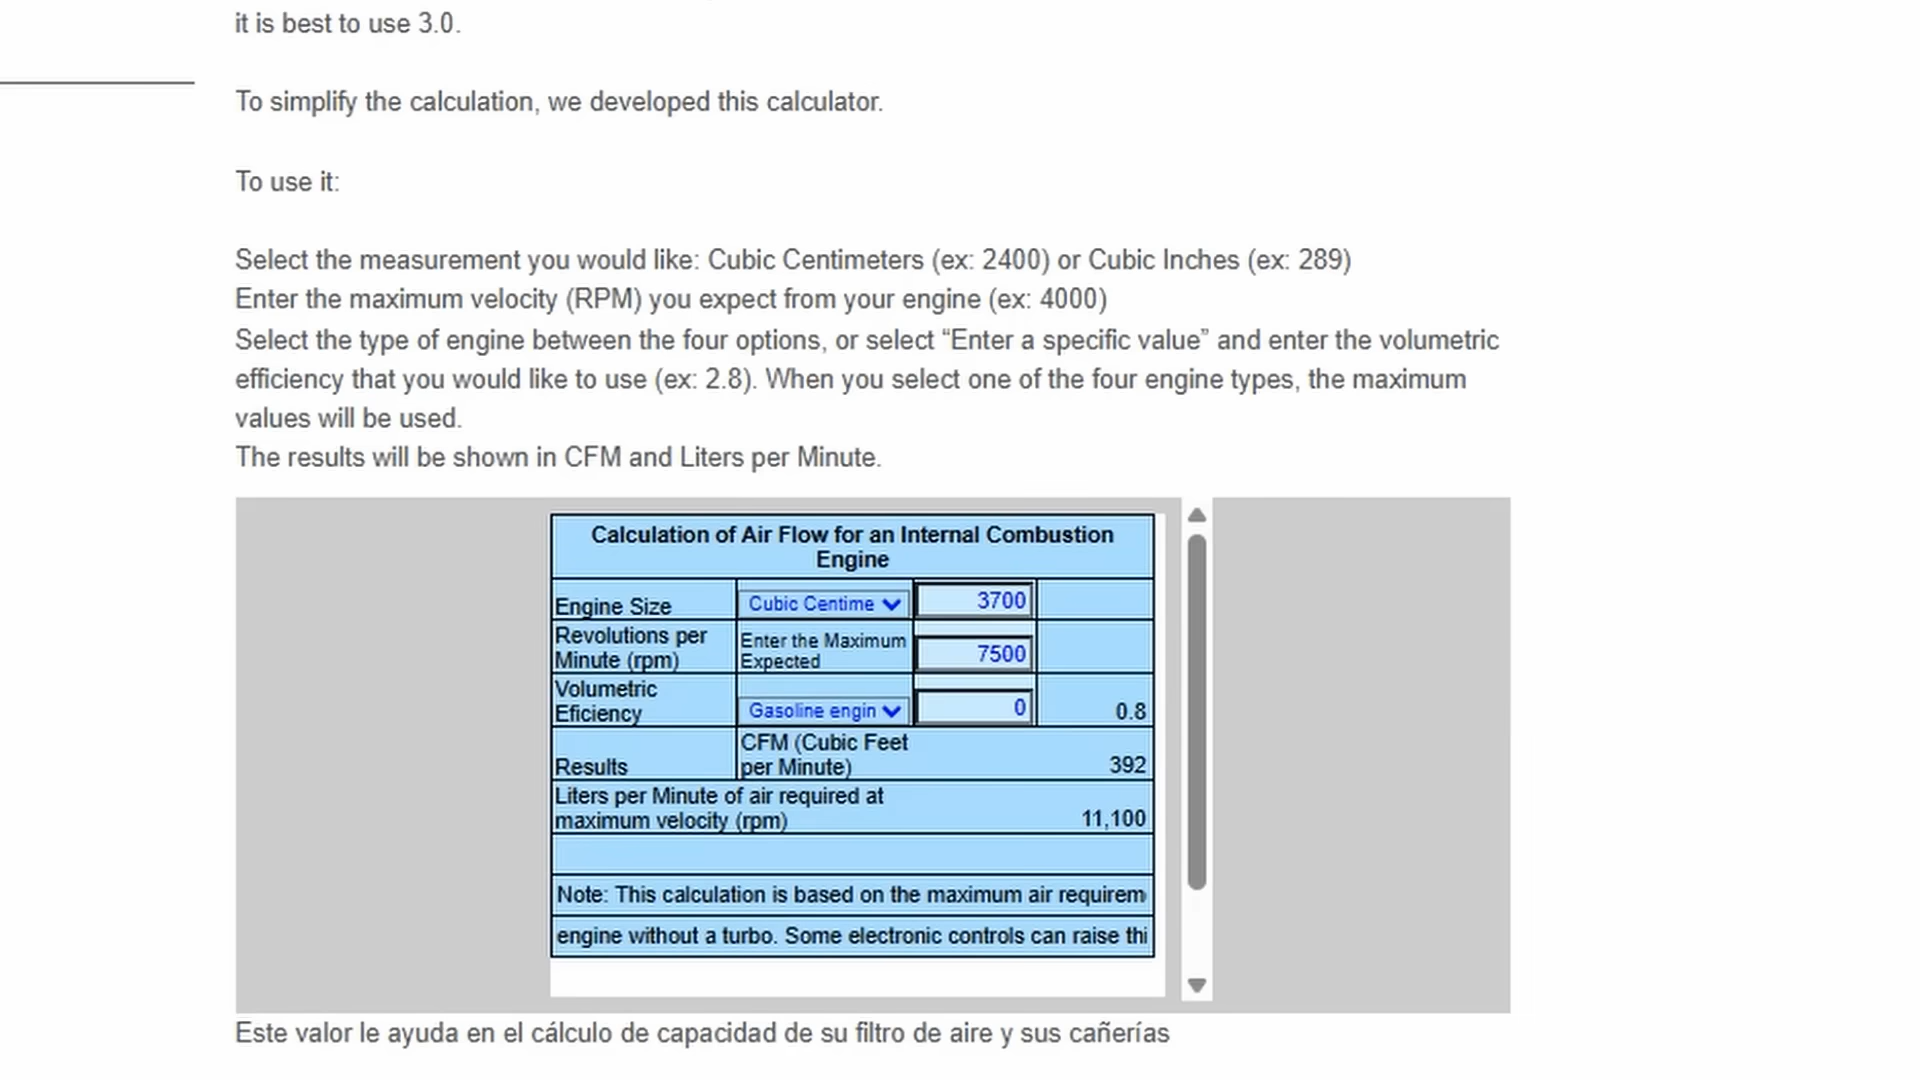 it is best to use 3.0.
To simplify the calculation, we developed this calculator.
To use it:
Select the measurement you would like: Cubic Centimeters (ex: 2400) or Cubic Inches (ex: 289)
Enter the maximum velocity (RPM) you expect from your engine (ex: 4000)
Select the type of engine between the four options, or select “Enter a specific value” and enter the volumetric
efficiency that you would like to use (ex: 2.8). When you select one of the four engine types, the maximum
values will be used.
The results will be shown in CFM and Liters per Minute.
Calculation of Air Flow for an Internal Combustion
Engine
Engine Size Cubic Centime 3700
Revolutions per
Minute (rpm)
Enter the Maximum
Expected
7500
Volumetric
Eficiency
Gasoline engin 0 0.8
Results
CFM (Cubic Feet
per Minute)
392
Liters per Minute of air required at
maximum velocity (rpm)
11,100
Note: This calculation is based on the maximum air requirem
engine without a turbo. Some electronic controls can raise thi
Este valor le ayuda en el cálculo de capacidad de su filtro de aire y sus cañerías